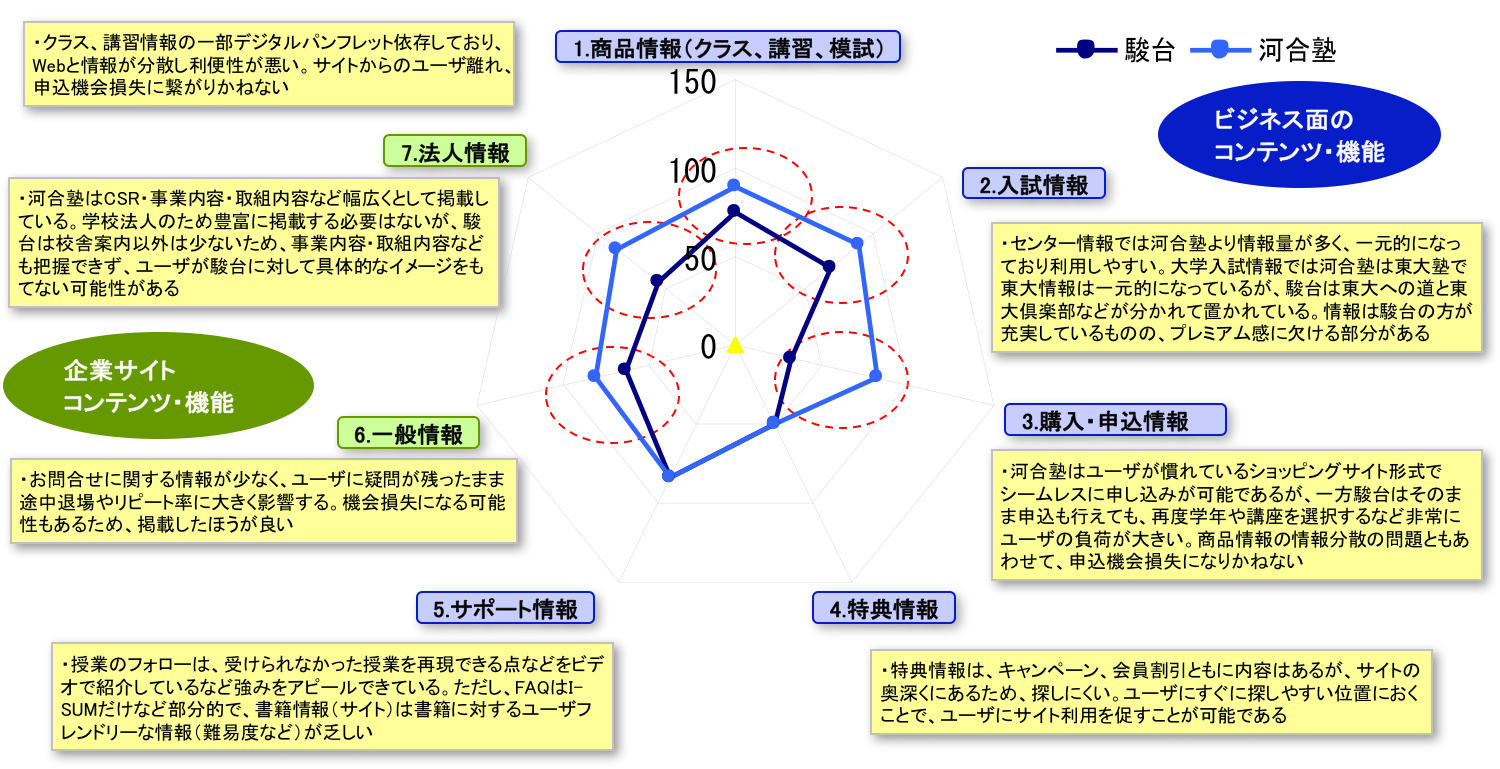 ・クラス、講習情報の一部デジタルパンフレット依存しており、
Webと情報が分散し利便性が悪い。サイトからのユーザ離れ、
申込機会損失に繋がりかねない
1.商品情報（クラス、講習、模試）
駿台
河合塾
ビジネス面の
コンテンツ・機能
150
100
50
0
7.法人情報
・河合塾はCSR・事業内容・取組内容など幅広くとして掲載し
ている。学校法人のため豊富に掲載する必要はないが、駿
台は校舎案内以外は少ないため、事業内容・取組内容など
も把握できず、ユーザが駿台に対して具体的なイメージをも
てない可能性がある
2.入試情報
・センター情報では河合塾より情報量が多く、一元的になっ
ており利用しやすい。大学入試情報では河合塾は東大塾で
東大情報は一元的になっているが、駿台は東大への道と東
大倶楽部などが分かれて置かれている。情報は駿台の方が
充実しているものの、プレミアム感に欠ける部分がある
企業サイト
コンテンツ・機能
6.一般情報
・お問合せに関する情報が少なく、ユーザに疑問が残ったまま
途中退場やリピート率に大きく影響する。機会損失になる可能
性もあるため、掲載したほうが良い
3.購入・申込情報
・河合塾はユーザが慣れているショッピングサイト形式で
シームレスに申し込みが可能であるが、一方駿台はそのま
ま申込も行えても、再度学年や講座を選択するなど非常に
ユーザの負荷が大きい。商品情報の情報分散の問題ともあ
わせて、申込機会損失になりかねない
5.サポート情報
・授業のフォローは、受けられなかった授業を再現できる点などをビデ
オで紹介しているなど強みをアピールできている。ただし、FAQはI-
SUMだけなど部分的で、書籍情報（サイト）は書籍に対するユーザフ
レンドリーな情報（難易度など）が乏しい
4.特典情報
・特典情報は、キャンペーン、会員割引ともに内容はあるが、サイトの
奥深くにあるため、探しにくい。ユーザにすぐに探しやすい位置におく
ことで、ユーザにサイト利用を促すことが可能である